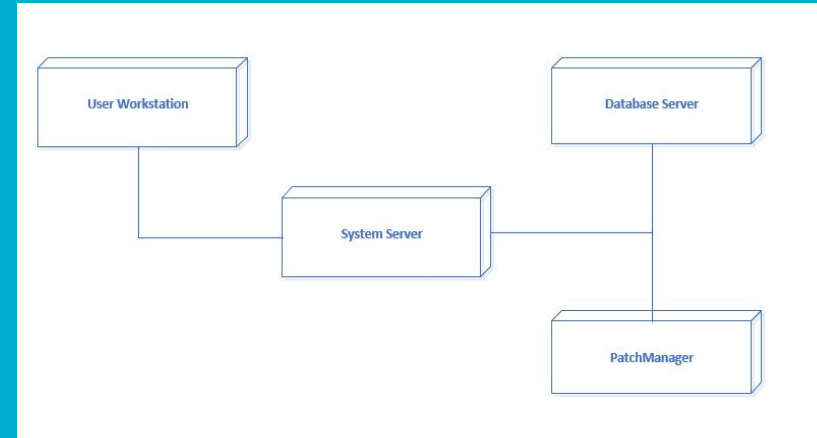 User Workstation
Database Server
System Server
PatchManager